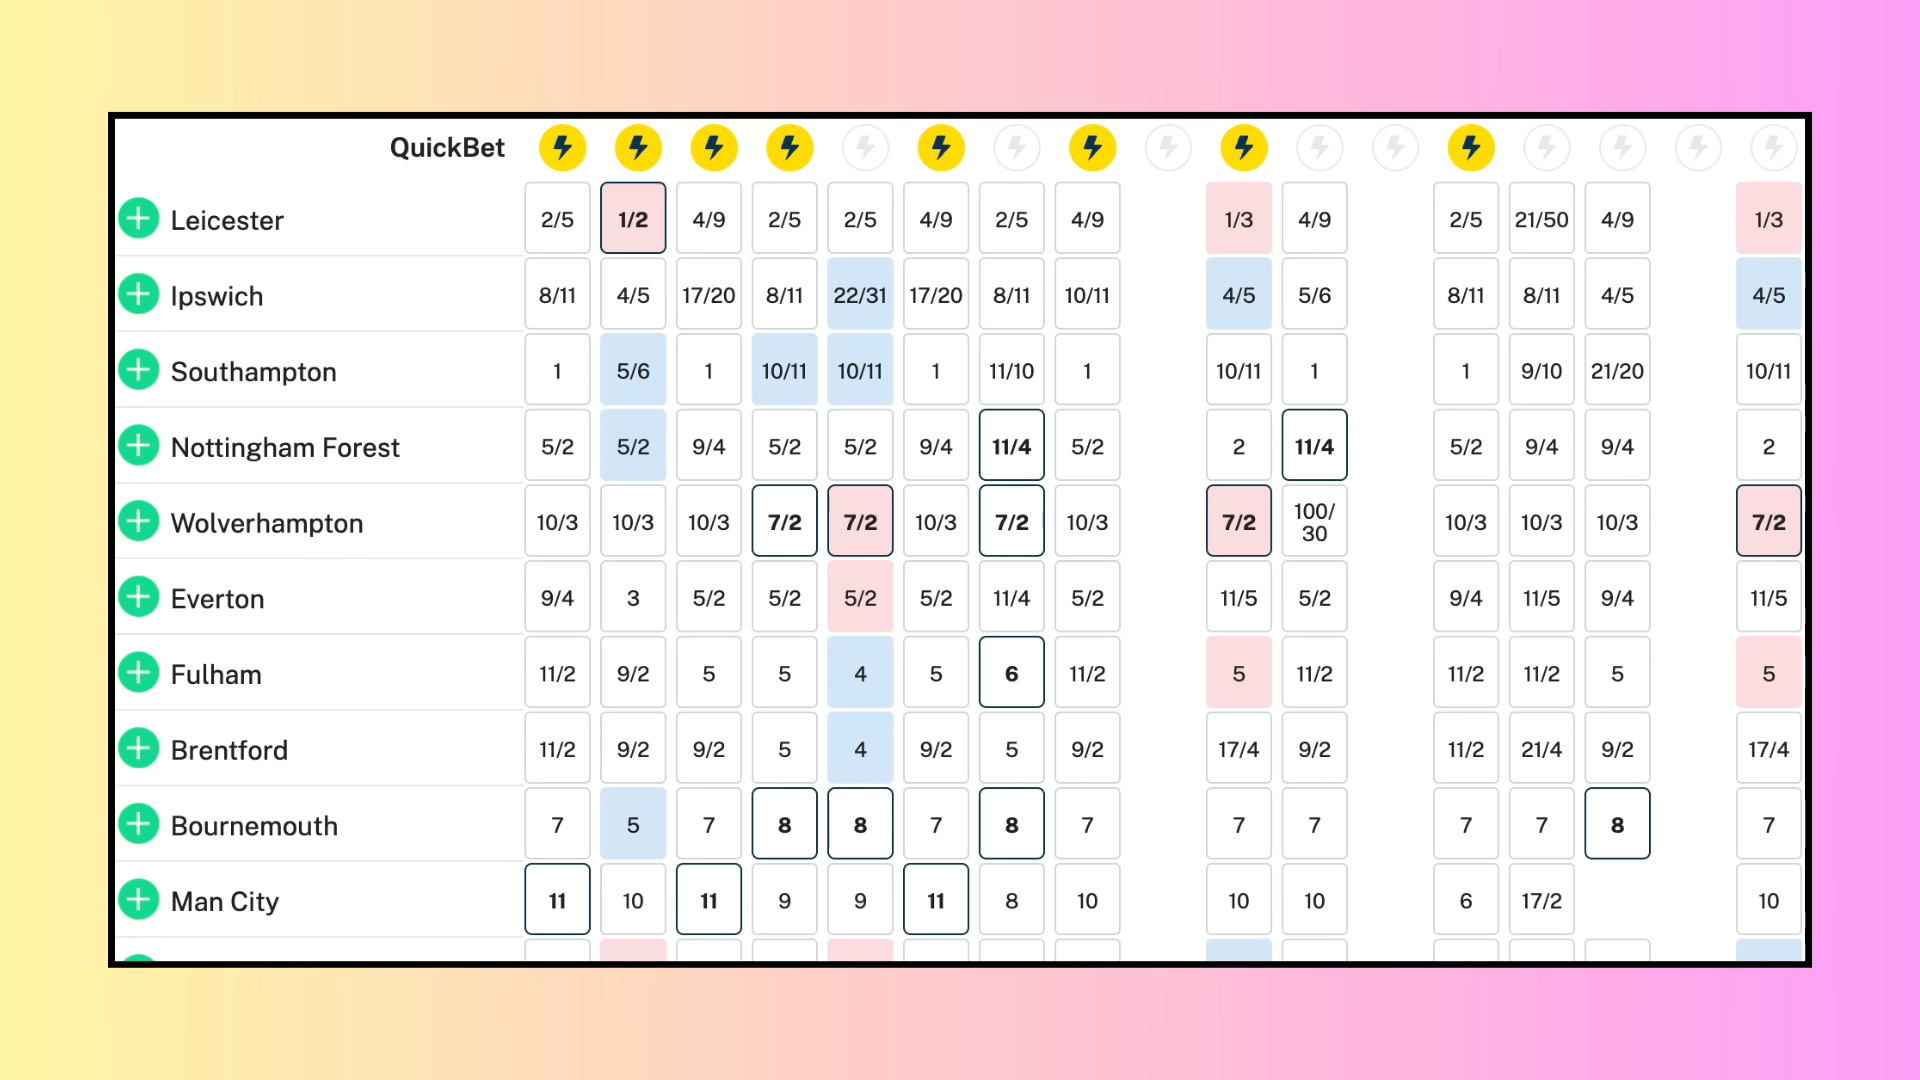 QuickBet
Leicester 2/5 1/2 4/9 2/5 2/5 4/9 2/5 4/9 1/3 4/9 2/5 21/50 4/9 1/3
Ipswich 8/11 4/5 17/20 8/11 22/31 17/20 8/11 10/11 4/5 5/6 8/11 8/11 4/5 4/5
Southampton 1 5/6 1 10/11 10/11 1 11/10 1 10/11 1 1 9/10 21/20 10/11
Nottingham Forest 5/2 5/2 9/4 5/2 5/2 9/4 11/4 5/2 2 11/4 5/2 9/4 9/4 2
Wolverhampton 10/3 10/3 10/3 7/2 7/2 10/3 7/2 10/3 7/2 100/30 10/3 10/3 10/3 7/2
Everton 9/4 3 5/2 5/2 5/2 5/2 11/4 5/2 11/5 5/2 9/4 11/5 9/4 11/5
Fulham 11/2 9/2 5 5 4 5 6 11/2 5 11/2 11/2 11/2 5 5
Brentford 11/2 9/2 9/2 5 4 9/2 5 9/2 17/4 9/2 11/2 21/4 9/2 17/4
Bournemouth 7 5 7 8 8 7 8 7 7 7 7 7 8 7
Man City 11 10 11 9 9 11 8 10 10 10 6 17/2 10